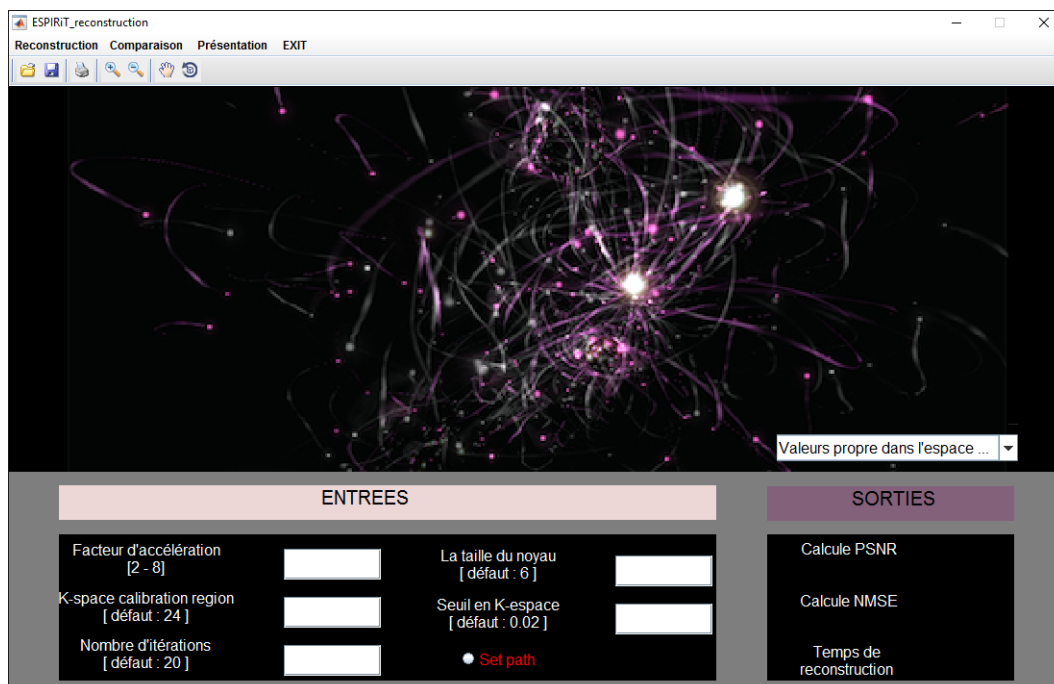 ESPIRiT_reconstruction
Reconstruction Comparaison Présentation EXIT
Valeurs propre dans l'espace ...
ENTREES
SORTIES
Facteur d'accélération
[2 - 8]
La taille du noyau
[ défaut : 6 ]
Calcule PSNR
K-space calibration region
[ défaut : 24 ]
Seuil en K-espace
[ défaut : 0.02 ]
Calcule NMSE
Nombre d'itérations
[ défaut : 20 ]
Set path
Temps de
reconstruction